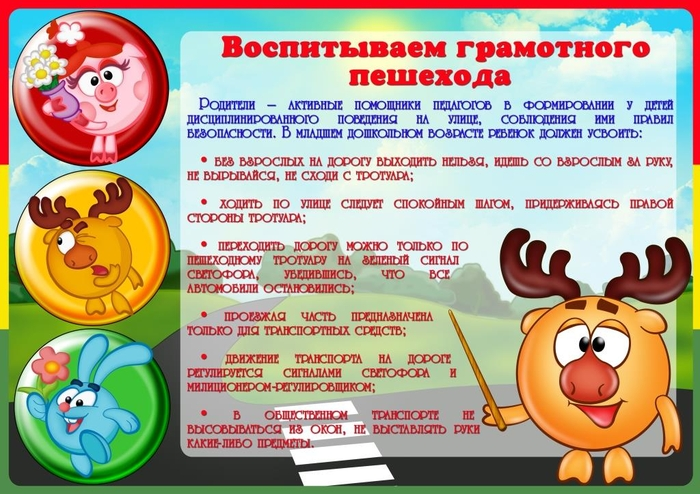 Воспитываем грамотного
пешехода
Родители – активные помощники педагогов в формировании у детей
дисциплинированного поведения на улице, соблюдения ими правил
безопасности. В младшем дошкольном возрасте ребенок должен усвоить:
• без взрослых на дорогу выходить нельзя, идешь со взрослым за руку,
не вырывайся, не сходи с тротуара;
• ходить по улице следует спокойным шагом, придерживаясь правой
стороны тротуара;
• переходить дорогу можно только по
пешеходному тротуару на зеленый сигнал
светофора, убедившись, что все
автомобили остановились;
• проезжая часть предназначена
только для транспортных средств;
• движение транспорта на дороге
регулируется сигналами светофора и
милиционером-регулировщиком;
• в общественном транспорте не
высовываться из окон, не выставлять руки
какие-либо предметы.